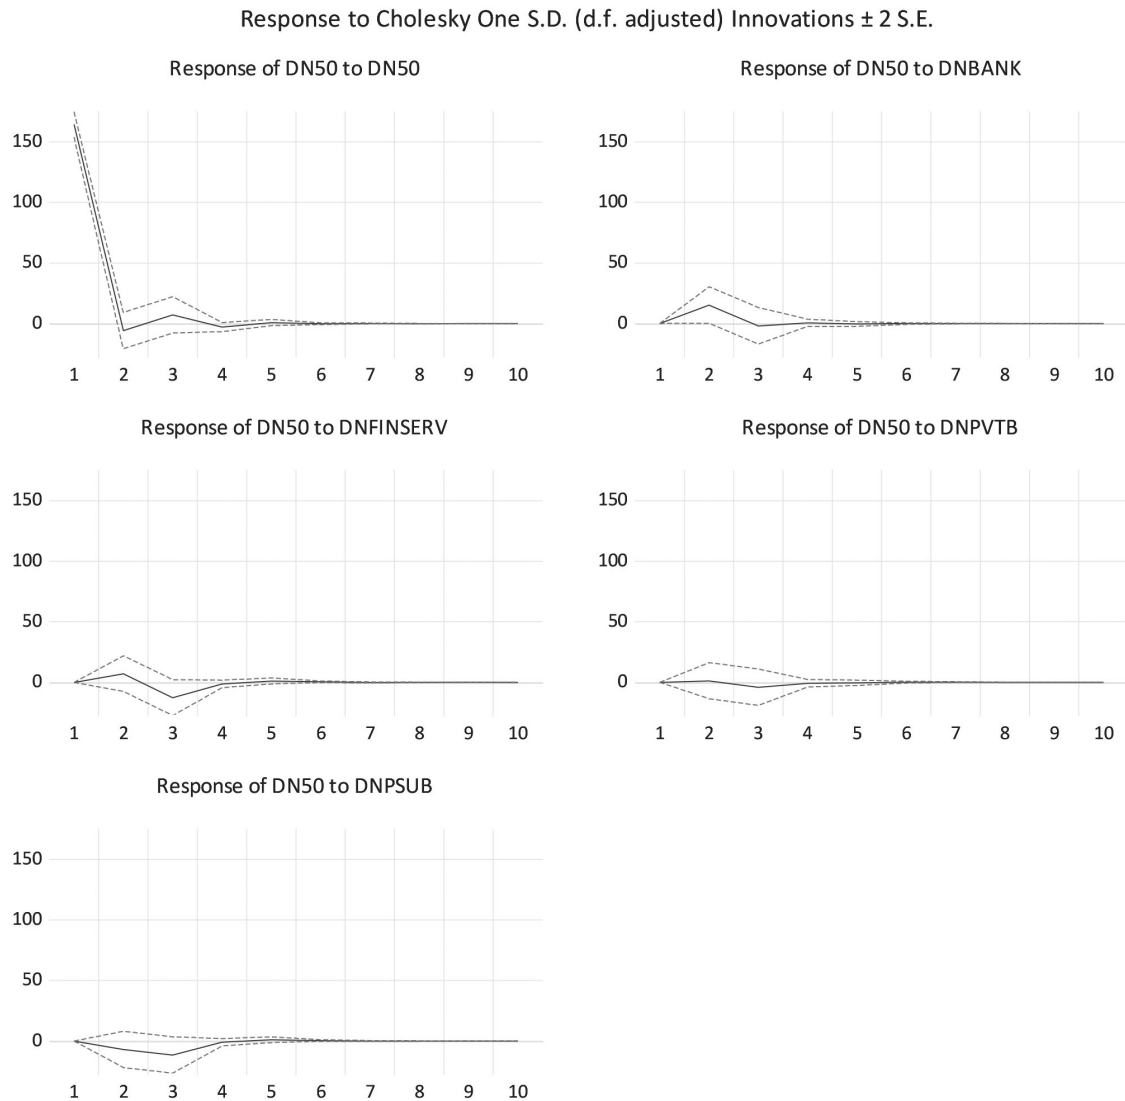 Response to Cholesky One S.D. (d.f. adjusted) Innovations ± 2 S.E.
Response of DN50 to DN50
150
100
50
0
1 2 3 4 5 6 7 8 9 10
Response of DN50 to DNBANK
150
100
50
0
1 2 3 4 5 6 7 8 9 10
Response of DN50 to DNFINSERV
150
100
50
0
1 2 3 4 5 6 7 8 9 10
Response of DN50 to DNPVTB
150
100
50
0
1 2 3 4 5 6 7 8 9 10
Response of DN50 to DNPSUB
150
100
50
0
1 2 3 4 5 6 7 8 9 10